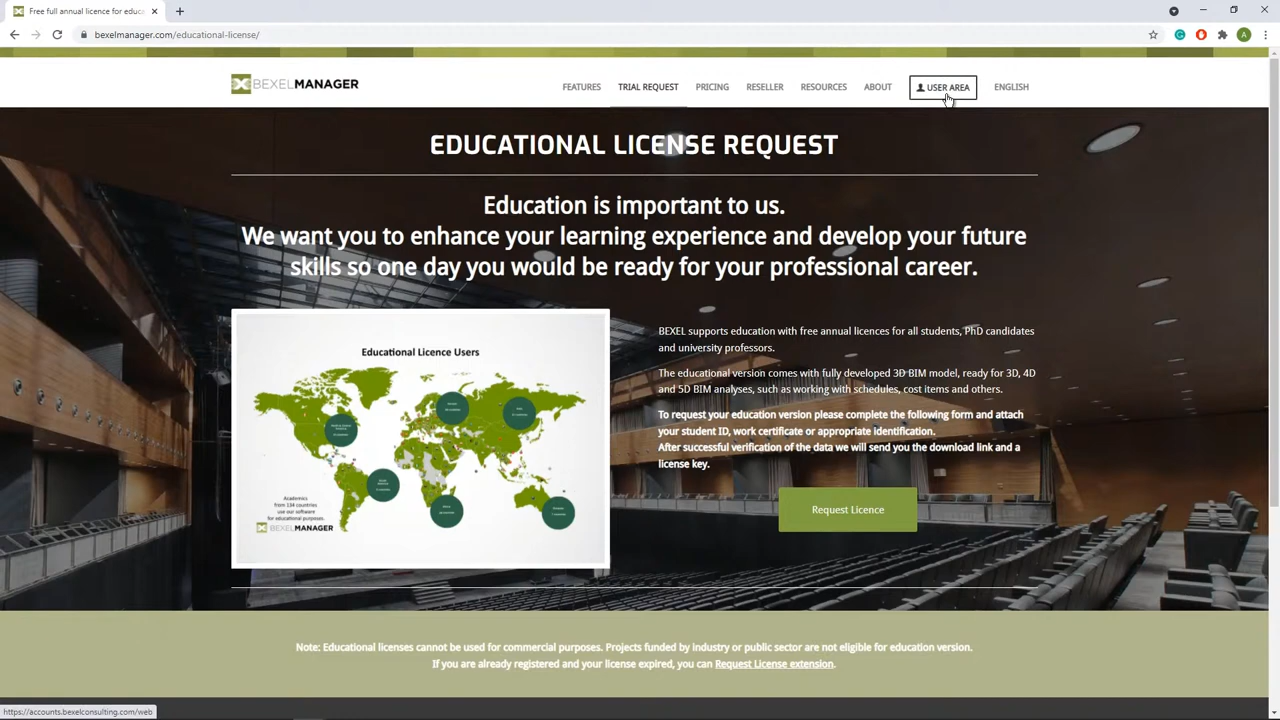 Free full annual licence for educ
bexelmanager.com/educational-license/
A
BEXELMANAGER
FEATURES
TRIAL REQUEST
PRICING
RESELLER
RESOURCES
ABOUT
USER AREA
ENGLISH
EDUCATIONAL LICENSE REQUEST
Education is important to us.
We want you to enhance your learning experience and develop your future
skills so one day you would be ready for your professional career.
Educational Licence Users
Academics
from 134 countries
use our software
for educational purposes.
BEXELMANAGER
BEXEL supports education with free annual licences for all students, PhD candidates
and university professors.
The educational version comes with fully developed 3D BIM model, ready for 3D, 4D
and 5D BIM analyses, such as working with schedules, cost items and others.
To request your education version please complete the following form and attach
your student ID, work certificate or appropriate identification.
After successful verification of the data we will send you the download link and a
license key.
Request Licence
Note: Educational licenses cannot be used for commercial purposes. Projects funded by industry or public sector are not eligible for education version.
If you are already registered and your license expired, you can Request License extension.
https://accounts.bexelconsulting.com/web